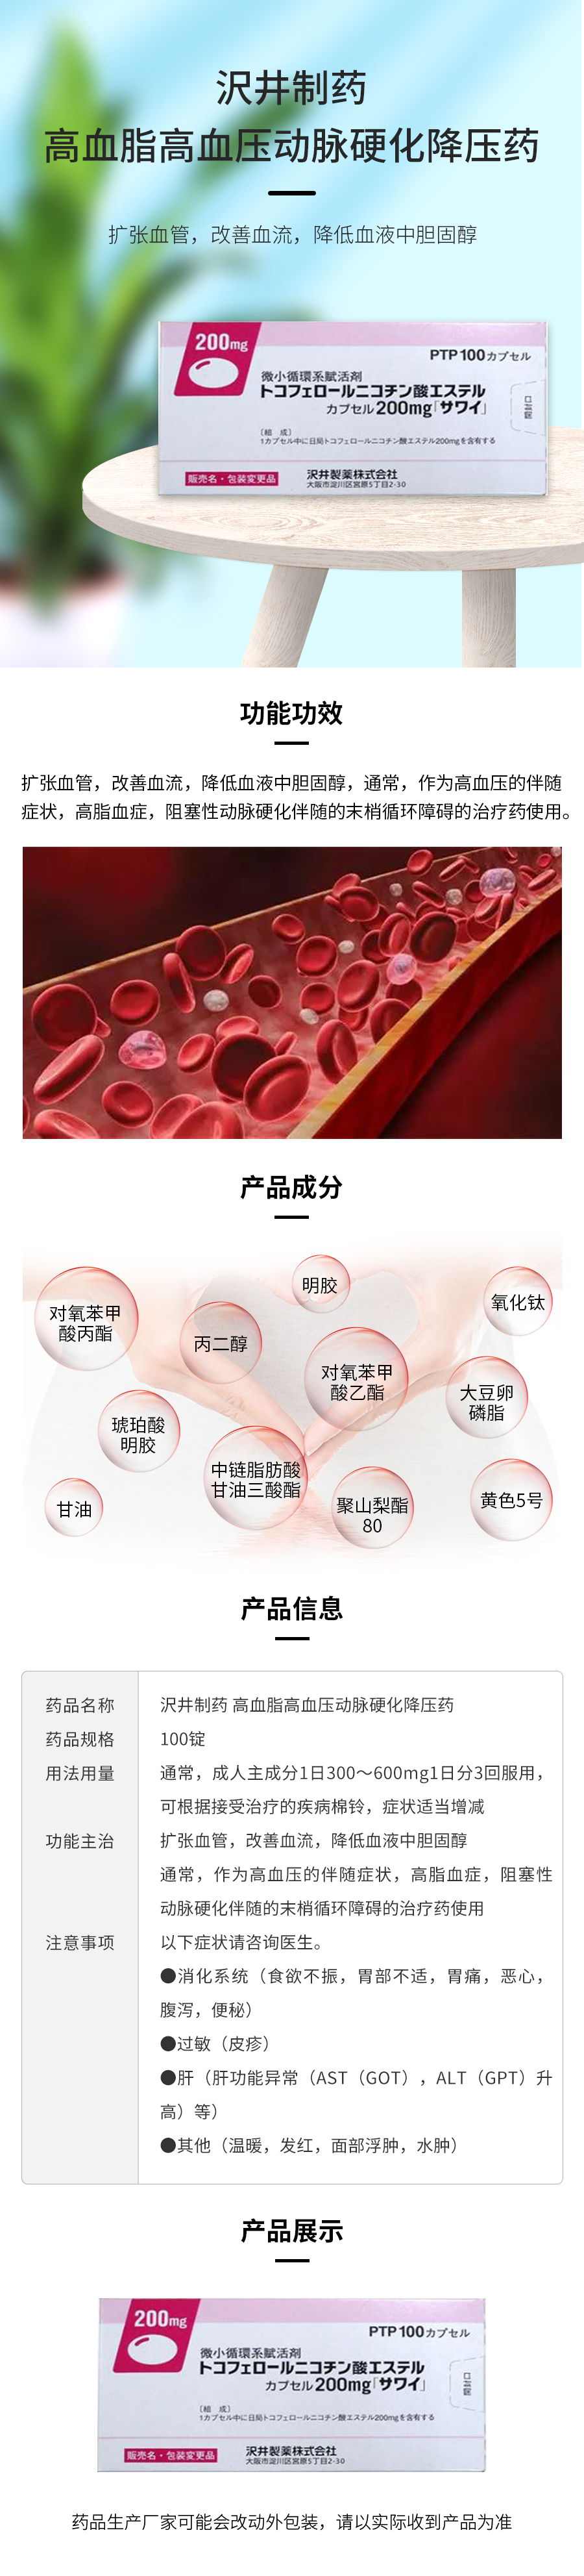 沢井制药
高血脂高血压动脉硬化降压药
扩张血管，改善血流，降低血液中胆固醇
200mg
PTP100カプセル
微小循環系賦活剤
トコフェロールニコチン酸エステル
カプセル200mg「サワイ」
開封口
〔組　成〕
1カプセル中に日局トコフェロールニコチン酸エステル200mgを含有する
販売名・包装変更品
沢井製薬株式会社
大阪市淀川区宮原5丁目2-30
功能功效
扩张血管，改善血流，降低血液中胆固醇，通常，作为高血压的伴随
症状，高脂血症，阻塞性动脉硬化伴随的末梢循环障碍的治疗药使用。
产品成分
明胶
氧化钛
对氧苯甲
酸丙酯
丙二醇
对氧苯甲
酸乙酯
大豆卵
磷脂
琥珀酸
明胶
中链脂肪酸
甘油三酸酯
黄色5号
甘油
聚山梨酯
80
产品信息
药品名称 沢井制药 高血脂高血压动脉硬化降压药
药品规格 100锭
用法用量 通常，成人主成分1日300～600mg1日分3回服用，
可根据接受治疗的疾病棉铃，症状适当增减
功能主治 扩张血管，改善血流，降低血液中胆固醇
通常，作为高血压的伴随症状，高脂血症，阻塞性
动脉硬化伴随的末梢循环障碍的治疗药使用
注意事项 以下症状请咨询医生。
●消化系统（食欲不振，胃部不适，胃痛，恶心，
腹泻，便秘）
●过敏（皮疹）
●肝（肝功能异常（AST（GOT），ALT（GPT）升
高）等）
●其他（温暖，发红，面部浮肿，水肿）
产品展示
200mg
PTP100カプセル
微小循環系賦活剤
トコフェロールニコチン酸エステル
カプセル200mg「サワイ」
開封口
〔組　成〕
1カプセル中に日局トコフェロールニコチン酸エステル200mgを含有する
販売名・包装変更品
沢井製薬株式会社
大阪市淀川区宮原5丁目2-30
药品生产厂家可能会改动外包装，请以实际收到产品为准